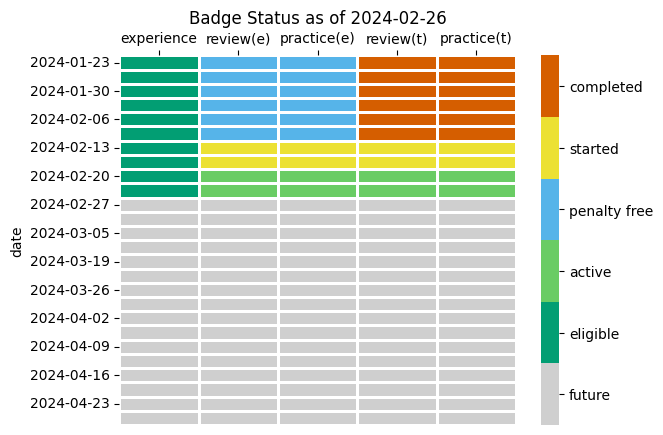 Badge Status as of 2024-02-26
experience review(e) practice(e) review(t) practice(t)
2024-01-23
2024-01-30
2024-02-06
2024-02-13
2024-02-20
2024-02-27
2024-03-05
2024-03-19
2024-03-26
2024-04-02
2024-04-09
2024-04-16
2024-04-23
date
completed
started
penalty free
active
eligible
future